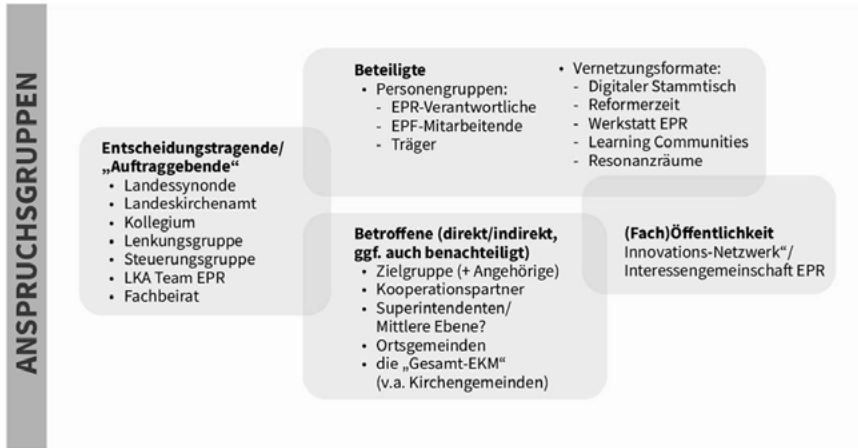 ANSPRUCHSGRUPPEN
Entscheidungstragende/
„Auftraggebende“
• Landessynonde
• Landeskirchenamt
• Kollegium
• Lenkungsgruppe
• Steuerungsgruppe
• LKA Team EPR
• Fachbeirat
Beteiligte
• Personengruppen:
- EPR-Verantwortliche
- EPF-Mitarbeitende
- Träger
• Vernetzungsformate:
- Digitaler Stammtisch
- Reformerzeit
- Werkstatt EPR
- Learning Communities
- Resonanzräume
Betroffene (direkt/indirekt,
ggf. auch benachteiligt)
• Zielgruppe (+ Angehörige)
• Kooperationspartner
• Superintendenten/
Mittlere Ebene?
• Ortsgemeinden
• die „Gesamt-EKM“
(v.a. Kirchengemeinden)
(Fach)Öffentlichkeit
Innovations-Netzwerk“/
Interessengemeinschaft EPR